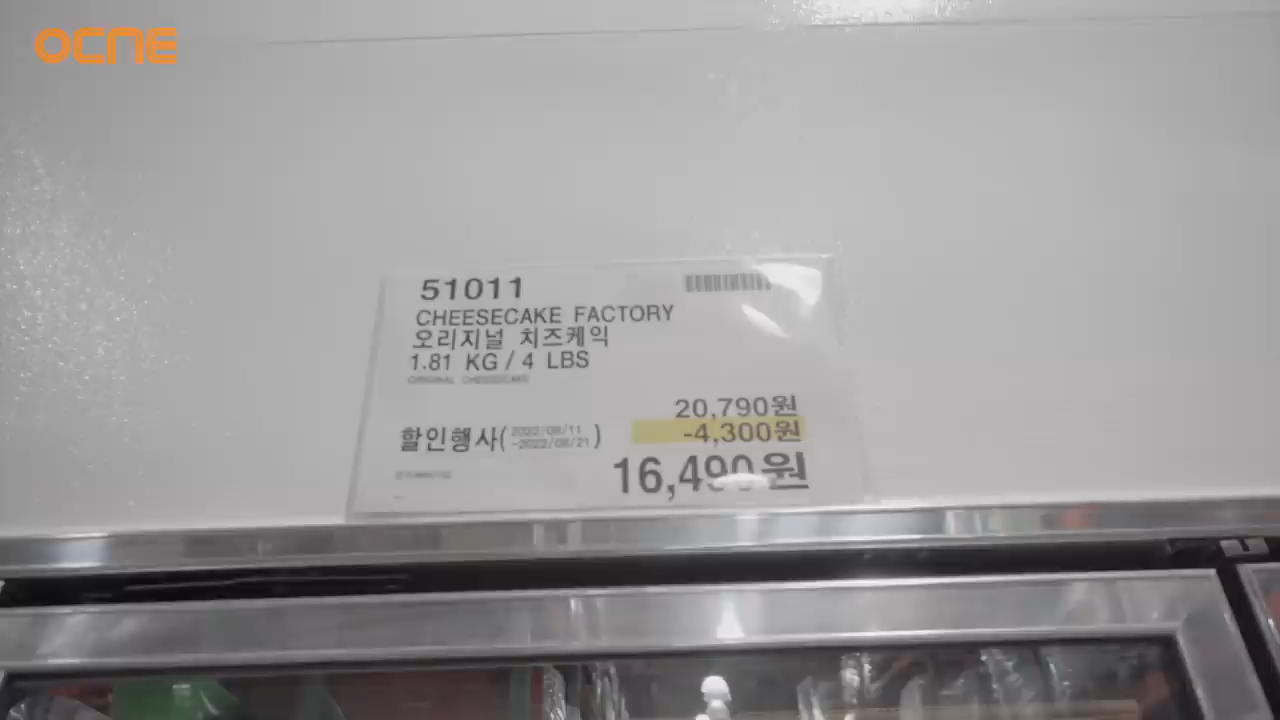 OCNE
51011
CHEESECAKE FACTORY
오리지널 치즈케익
1.81 KG / 4 LBS
ORIGINAL CHEESECAKE
20,790원
할인행사( 2022/08/11
-2022/08/21 )
-4,300원
16,490원